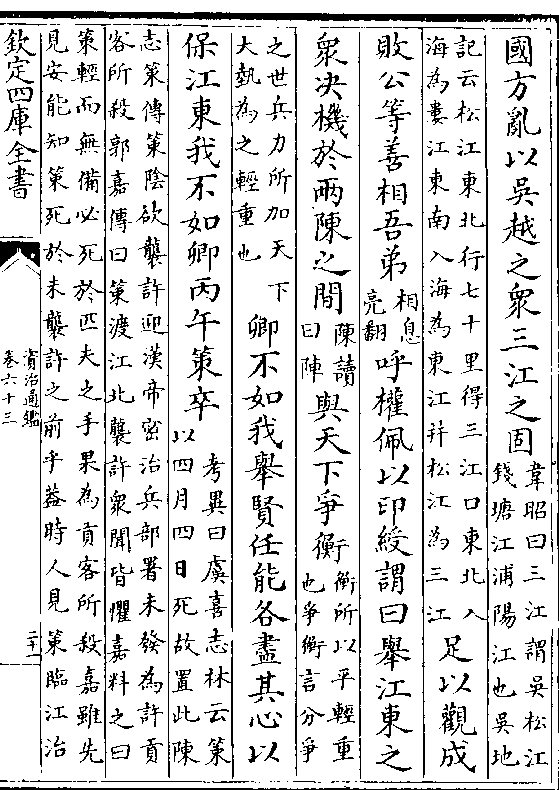 國方亂以吳越之衆三江之固
韋昭曰三江謂吳松江
錢塘江浦陽江也吳地
記云松江東北行七十里得三江口東北入
海為婁江東南入海為東江并松江為三江
足以觀成
敗公等善相吾弟
相息
亮翻
呼權佩以印綬謂曰舉江東之
衆決機於兩陳之間
陳讀
曰陣
與天下爭衡
衡所以平輕重
也爭衡言分爭
之世兵力所加天下
大埶為之輕重也
卿不如我舉賢任能各盡其心以
保江東我不如卿丙午策卒
考異曰虞喜志林云策
以四月四日死故置此陳
志策傳策陰欲襲許迎漢帝密治兵部署未發為許貢
客所殺郭嘉傳曰策渡江北襲許衆聞皆懼嘉料之曰
策輕而無備必死於匹夫之手果為貢客所殺嘉雖先
見安能知策死於未襲許之前乎葢時人見策臨江治
欽定四庫全書
資治通鑑
卷六十三
二十一